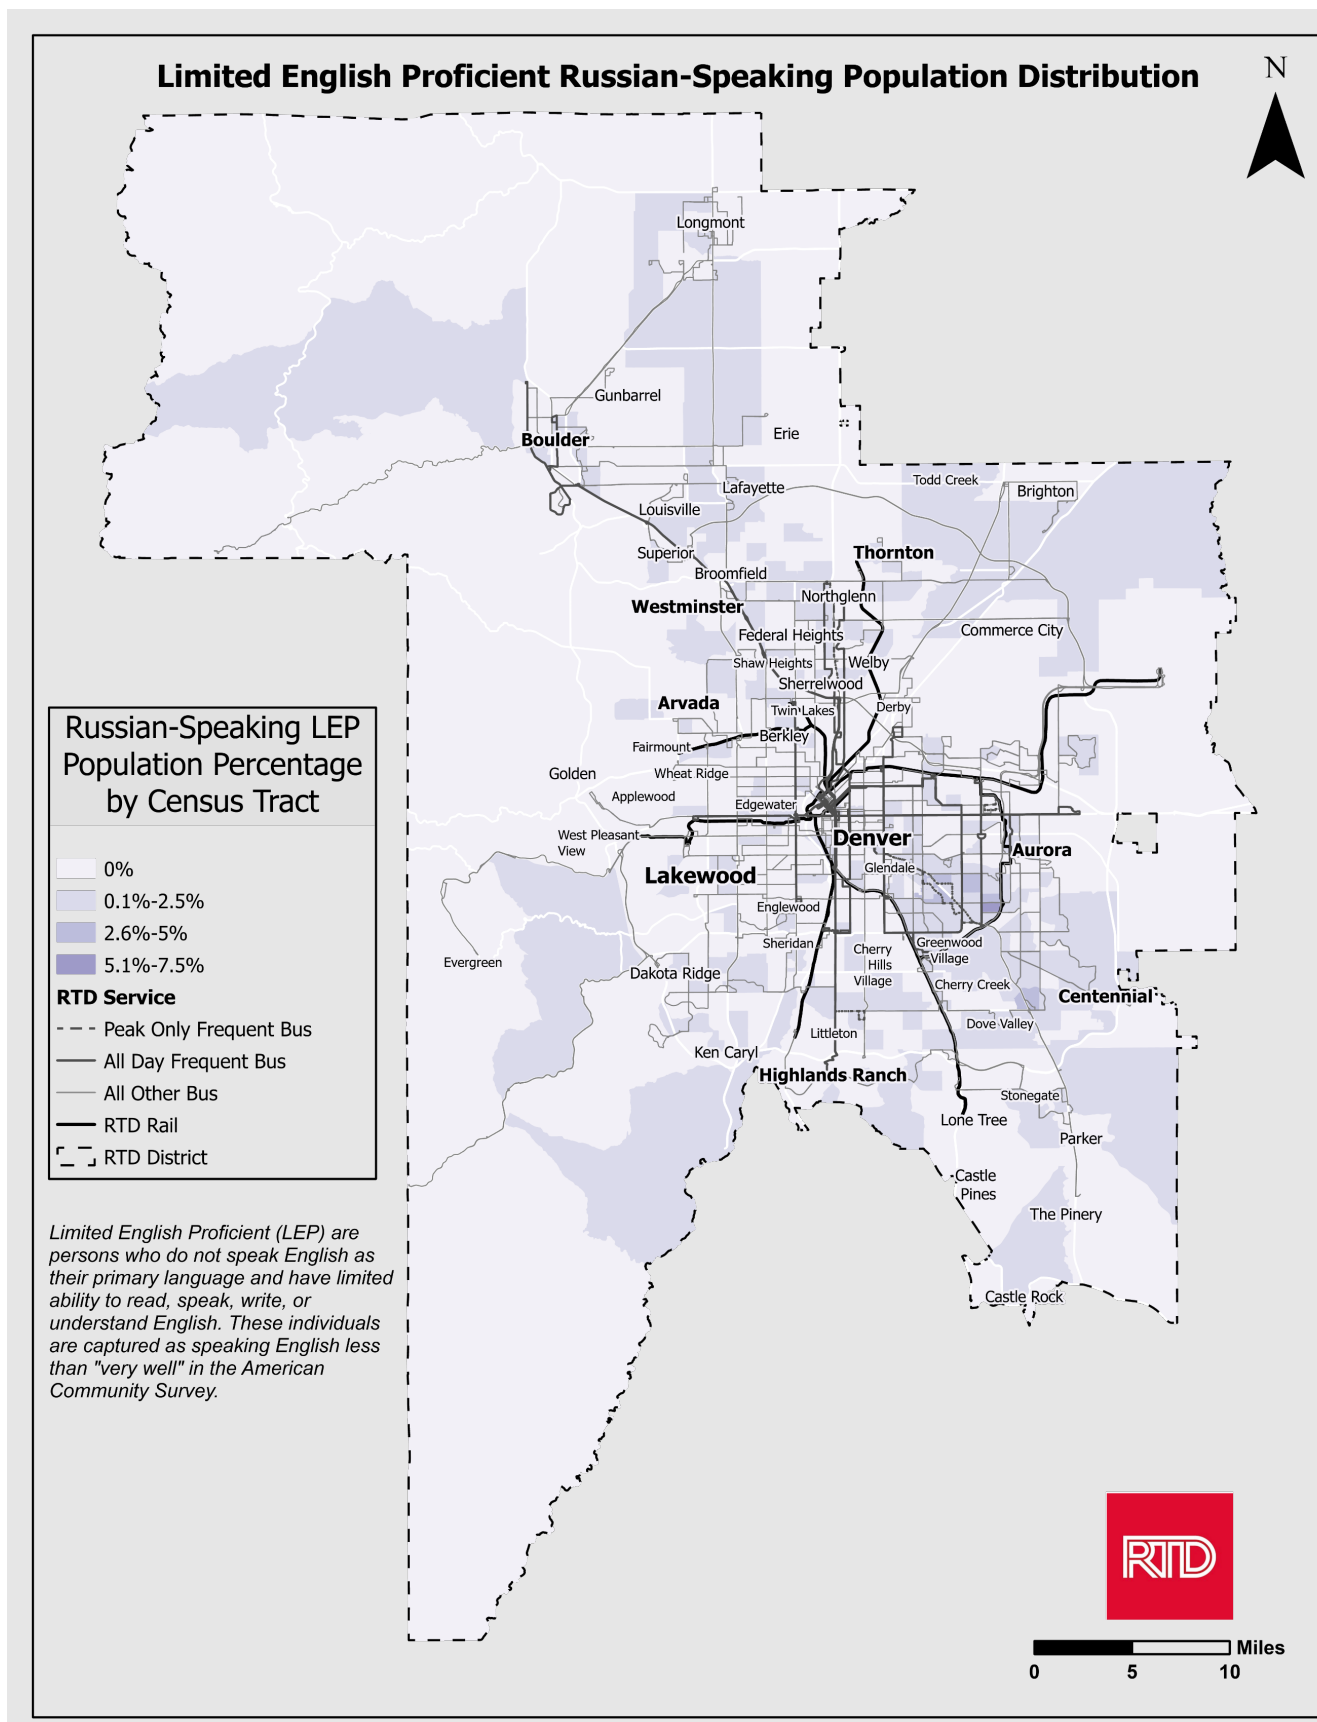 Limited English Proficient Russian-Speaking Population Distribution
N
Longmont
Gunbarrel
Boulder
Erie
Lafayette
Todd Creek
Brighton
Louisville
Superior
Thornton
Broomfield
Northglenn
Westminster
Federal Heights
Commerce City
Shaw Heights
Welby
Sherrelwood
Arvada
Twin Lakes
Derby
Berkley
Fairmount
Golden
Wheat Ridge
Applewood
Edgewater
West Pleasant
View
Denver
Aurora
Lakewood
Glendale
Englewood
Sheridan
Cherry
Hills
Village
Greenwood
Village
Evergreen
Dakota Ridge
Cherry Creek
Centennial
Dove Valley
Littleton
Ken Caryl
Highlands Ranch
Stonegate
Lone Tree
Parker
Castle
Pines
The Pinery
Castle Rock
Russian-Speaking LEP
Population Percentage
by Census Tract
0%
0.1%-2.5%
2.6%-5%
5.1%-7.5%
RTD Service
Peak Only Frequent Bus
All Day Frequent Bus
All Other Bus
RTD Rail
RTD District
Limited English Proficient (LEP) are
persons who do not speak English as
their primary language and have limited
ability to read, speak, write, or
understand English. These individuals
are captured as speaking English less
than "very well" in the American
Community Survey.
RTD
Miles
0 5 10